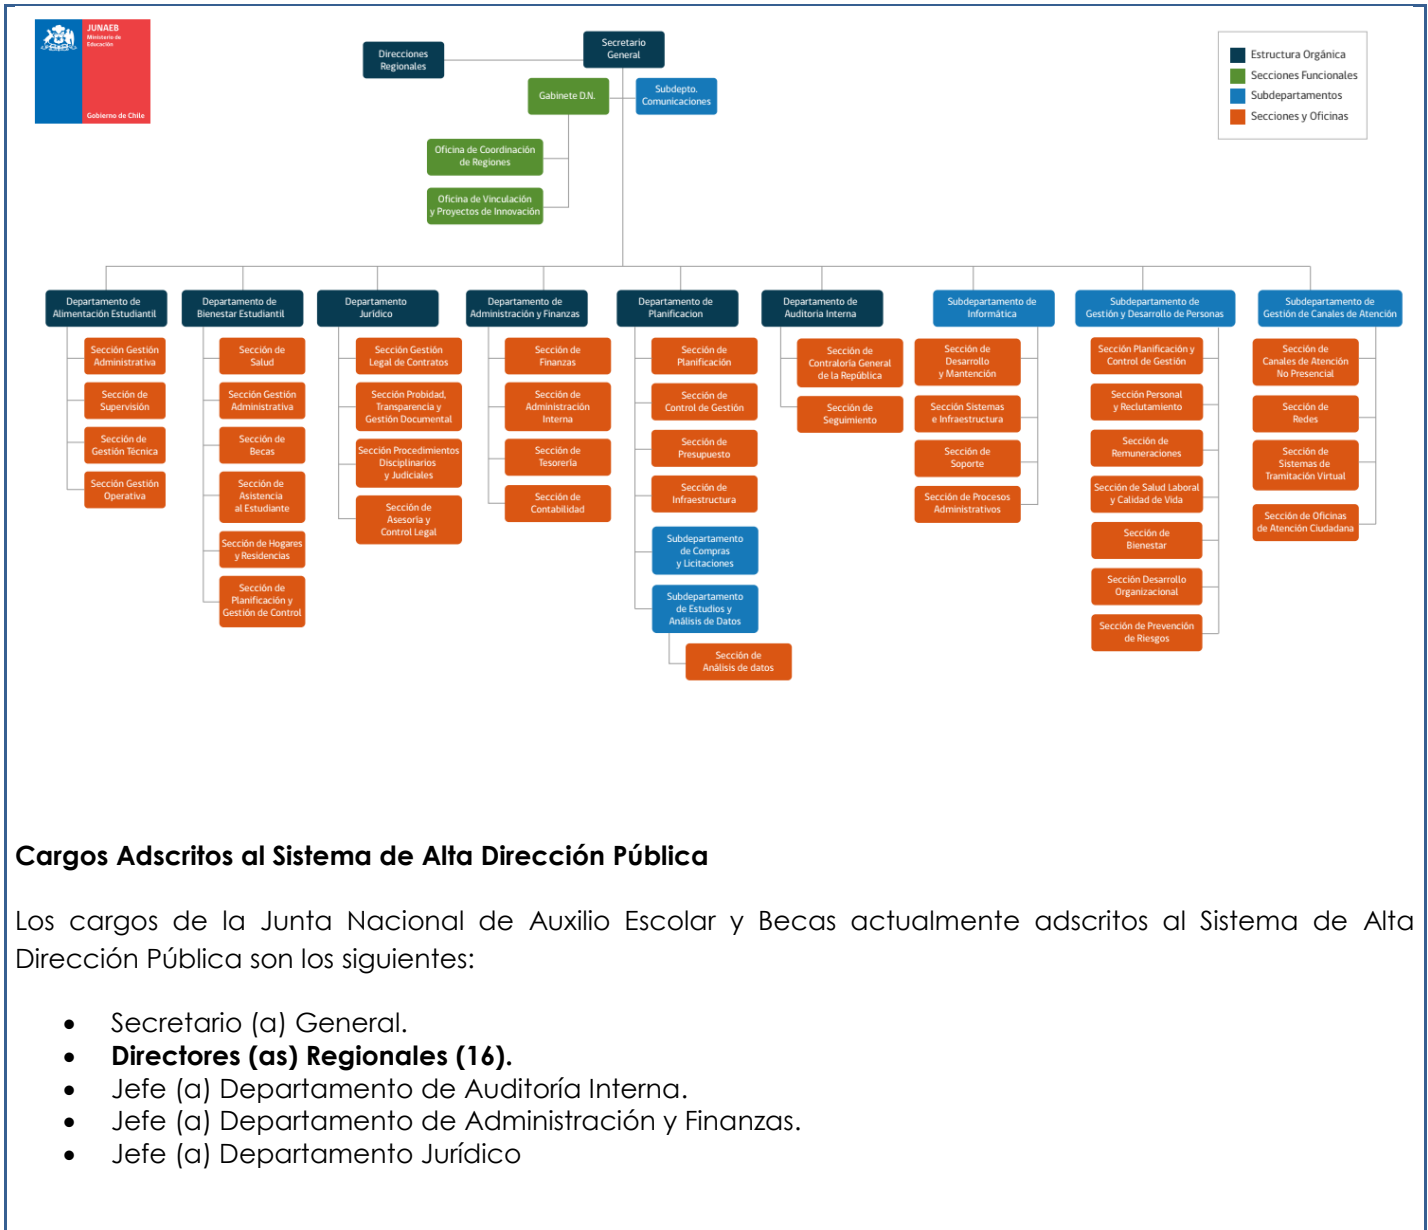 JUNAEB
Ministerio de
Educación
Gobierno de Chile
Direcciones
Regionales
Secretario
General
Gabinete D.N.
Subdepto.
Comunicaciones
Oficina de Coordinación
de Regiones
Oficina de Vinculación
y Proyectos de Innovación
Estructura Orgánica
Secciones Funcionales
Subdepartamentos
Secciones y Oficinas
Departamento de
Alimentación Estudiantil
Sección Gestión
Administrativa
Sección de
Supervisión
Sección de
Gestión Técnica
Sección Gestión
Operativa
Departamento de
Bienestar Estudiantil
Sección de
Salud
Sección Gestión
Administrativa
Sección de
Becas
Sección de
Asistencia
al Estudiante
Sección de Hogares
y Residencias
Sección de
Planificación y
Gestión de Control
Departamento
Jurídico
Sección Gestión
Legal de Contratos
Sección Probidad,
Transparencia y
Gestión Documental
Sección Procedimientos
Disciplinarios
y Judiciales
Sección de
Asesoría y
Control Legal
Departamento de
Administración y Finanzas
Sección de
Finanzas
Sección de
Administración
Interna
Sección de
Tesorería
Sección de
Contabilidad
Departamento de
Planificacion
Sección de
Planificación
Sección de
Control de Gestión
Sección de
Presupuesto
Sección de
Infraestructura
Subdepartamento
de Compras
y Licitaciones
Subdepartamento
de Estudios y
Análisis de Datos
Sección de
Análisis de datos
Departamento de
Auditoria Interna
Sección de
Contraloría General
de la República
Sección de
Seguimiento
Subdepartamento de
Informática
Sección de
Desarrollo
y Mantención
Sección Sistemas
e Infraestructura
Sección de
Soporte
Sección de Procesos
Administrativos
Subdepartamento de
Gestión y Desarrollo de Personas
Sección Planificación y
Control de Gestión
Sección Personal
y Reclutamiento
Sección de
Remuneraciones
Sección de Salud Laboral
y Calidad de Vida
Sección de
Bienestar
Sección Desarrollo
Organizacional
Sección de Prevención
de Riesgos
Subdepartamento de
Gestión de Canales de Atención
Sección de
Canales de Atención
No Presencial
Sección de
Redes
Sección de
Sistemas de
Tramitación Virtual
Sección de Oficinas
de Atención Ciudadana
Cargos Adscritos al Sistema de Alta Dirección Pública
Los cargos de la Junta Nacional de Auxilio Escolar y Becas actualmente adscritos al Sistema de Alta
Dirección Pública son los siguientes:
• Secretario (a) General.
• Directores (as) Regionales (16).
• Jefe (a) Departamento de Auditoría Interna.
• Jefe (a) Departamento de Administración y Finanzas.
• Jefe (a) Departamento Jurídico